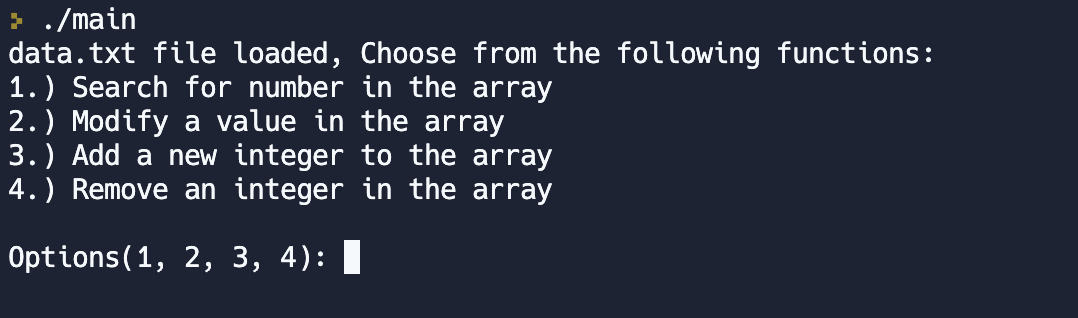 ./main
data.txt file loaded, Choose from the following functions:
1.) Search for number in the array
2.) Modify a value in the array
3.) Add a new integer to the array
4.) Remove an integer in the array
Options(1, 2, 3, 4):